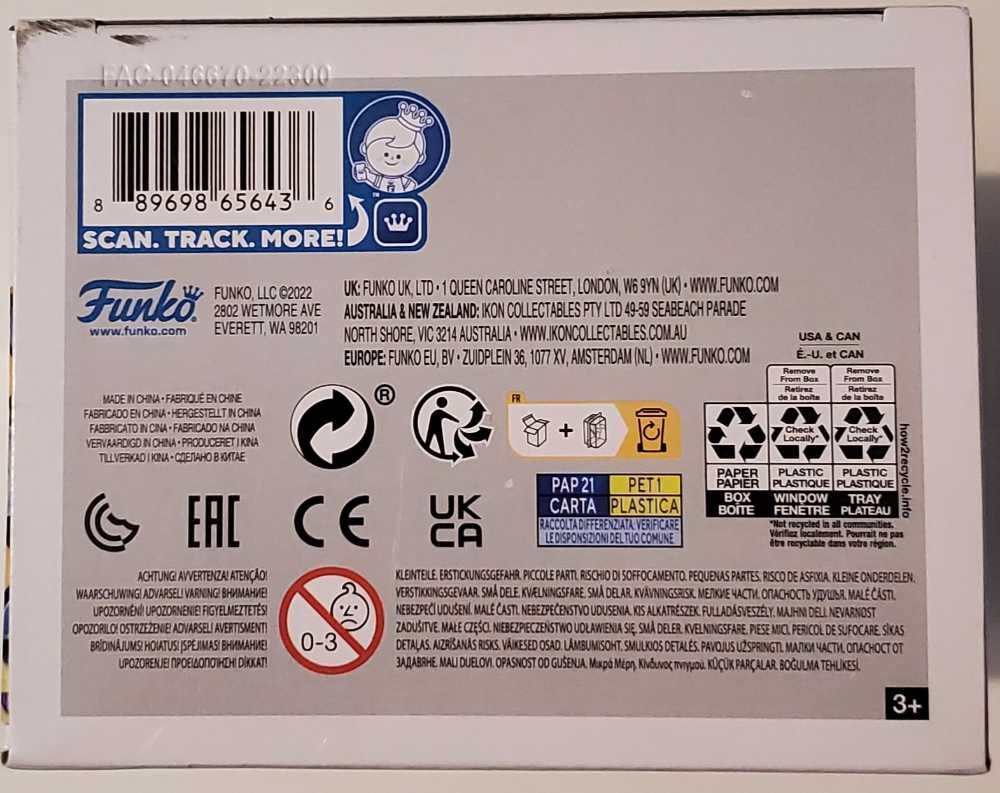 FAC-046670-22300
8 89698 65643 6
SCAN. TRACK. MORE!
™
Funko
www.funko.com
FUNKO, LLC ©2022
2802 WETMORE AVE
EVERETT, WA 98201
UK: FUNKO UK, LTD • 1 QUEEN CAROLINE STREET, LONDON, W6 9YN (UK) • WWW.FUNKO.COM
AUSTRALIA & NEW ZEALAND: IKON COLLECTABLES PTY LTD 49-59 SEABEACH PARADE
NORTH SHORE, VIC 3214 AUSTRALIA • WWW.IKONCOLLECTABLES.COM.AU
EUROPE: FUNKO EU, BV • ZUIDPLEIN 36, 1077 XV, AMSTERDAM (NL) • WWW.FUNKO.COM
MADE IN CHINA • FABRIQUÉ EN CHINE
FABRICADO EN CHINA • HERGESTELLT IN CHINA
FABBRICATO IN CINA • FABRICADO NA CHINA
VERVAARDIGD IN CHINA • PRODUCERET I KINA
TILLVERKAD I KINA • СДЕЛАНО В КИТАЕ
®
FR
+
USA & CAN
É.-U. et CAN
Remove
From Box
Retirez
de la boîte
Remove
From Box
Retirez
de la boîte
Check
Locally*
Check
Locally*
PAPER
PAPIER
PLASTIC
PLASTIQUE
PLASTIC
PLASTIQUE
BOX
BOÎTE
WINDOW
FENÊTRE
TRAY
PLATEAU
*Not recycled in all communities.
Vérifiez localement. Pourrait ne pas
être recyclable dans votre région.
how2recycle.info
PAP 21 PET 1
CARTA PLASTICA
RACCOLTA DIFFERENZIATA. VERIFICARE
LE DISPOSIZIONI DEL TUO COMUNE
EAC
CE
UK
CA
ACHTUNG! AVVERTENZA! ATENÇÃO!
WAARSCHUWING! ADVARSEL! VARNING! ВНИМАНИЕ!
UPOZORNĚNÍ! UPOZORNENIE! FIGYELMEZTETÉS!
OPOZORILO! OSTRZEŻENIE! ADVARSEL! AVERTISMENT!
BRĪDINĀJUMS! HOIATUS! ĮSPĖJIMAS! ВНИМАНИЕ!
UPOZORENJE! ΠΡΟΕΙΔΟΠΟΙΗΣΗ! DİKKAT!
0-3
KLEINTEILE. ERSTICKUNGSGEFAHR. PICCOLE PARTI. RISCHIO DI SOFFOCAMENTO. PEQUENAS PARTES. RISCO DE ASFIXIA. KLEINE ONDERDELEN.
VERSTIKKINGSGEVAAR. SMÅ DELE. KVÆLNINGSFARE. SMÅ DELAR. KVÄVNINGSRISK. МЕЛКИЕ ЧАСТИ. ОПАСНОСТЬ УДУШЬЯ. MALÉ ČÁSTI.
NEBEZPEČÍ UDUŠENÍ. MALÉ ČASTI. NEBEZPEČENSTVO UDUSENIA. KIS ALKATRÉSZEK. FULLADÁSVESZÉLY. MAJHNI DELI. NEVARNOST
ZADUŠITVE. MAŁE CZĘŚCI. NIEBEZPIECZEŃSTWO UDŁAWIENIA SIĘ. SMÅ DELER. KVELNINGSFARE. PIESE MICI. PERICOL DE SUFOCARE. SĪKAS
DETAĻAS. AIZRĪŠANĀS RISKS. VÄIKESED OSAD. LÄMBUMISOHT. SMULKIOS DETALĖS. PAVOJUS UŽSPRINGTI. МАЛКИ ЧАСТИ. ОПАСНОСТ ОТ
ЗАДАВЯНЕ. MALI DIJELOVI. OPASNOST OD GUŠENJA. Μικρά Μέρη. Κίνδυνος πνιγμού. KÜÇÜK PARÇALAR. BOĞULMA TEHLİKESİ.
3+